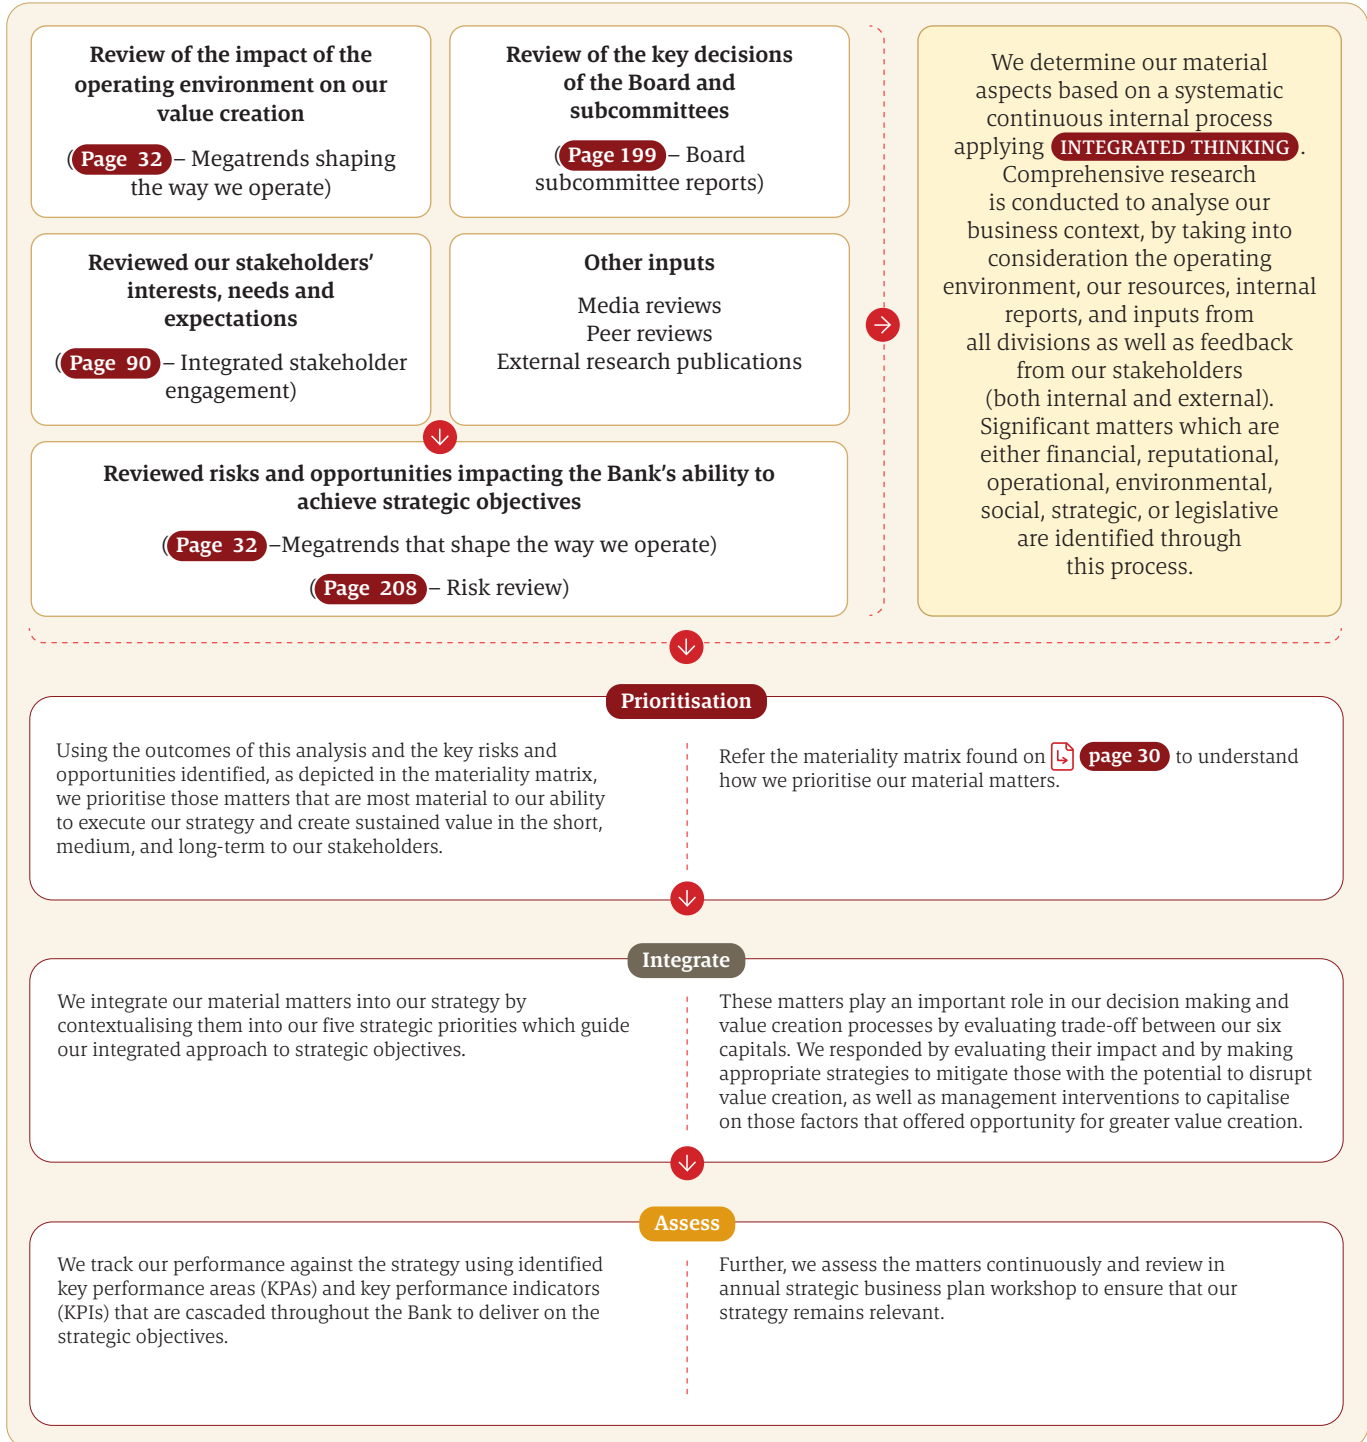 Review of the impact of the
operating environment on our
value creation
(Page 32 – Megatrends shaping
the way we operate)
Review of the key decisions
of the Board and
subcommittees
(Page 199 – Board
subcommittee reports)
Reviewed our stakeholders’
interests, needs and
expectations
(Page 90 – Integrated stakeholder
engagement)
Other inputs
Media reviews
Peer reviews
External research publications
Reviewed risks and opportunities impacting the Bank’s ability to
achieve strategic objectives
(Page 32 –Megatrends that shape the way we operate)
(Page 208 – Risk review)
We determine our material
aspects based on a systematic
continuous internal process
applying INTEGRATED THINKING.
Comprehensive research
is conducted to analyse our
business context, by taking into
consideration the operating
environment, our resources, internal
reports, and inputs from
all divisions as well as feedback
from our stakeholders
(both internal and external).
Significant matters which are
either financial, reputational,
operational, environmental,
social, strategic, or legislative
are identified through
this process.
Prioritisation
Using the outcomes of this analysis and the key risks and
opportunities identified, as depicted in the materiality matrix,
we prioritise those matters that are most material to our ability
to execute our strategy and create sustained value in the short,
medium, and long-term to our stakeholders.
Refer the materiality matrix found on page 30 to understand
how we prioritise our material matters.
Integrate
We integrate our material matters into our strategy by
contextualising them into our five strategic priorities which guide
our integrated approach to strategic objectives.
These matters play an important role in our decision making and
value creation processes by evaluating trade-off between our six
capitals. We responded by evaluating their impact and by making
appropriate strategies to mitigate those with the potential to disrupt
value creation, as well as management interventions to capitalise
on those factors that offered opportunity for greater value creation.
Assess
We track our performance against the strategy using identified
key performance areas (KPAs) and key performance indicators
(KPIs) that are cascaded throughout the Bank to deliver on the
strategic objectives.
Further, we assess the matters continuously and review in
annual strategic business plan workshop to ensure that our
strategy remains relevant.